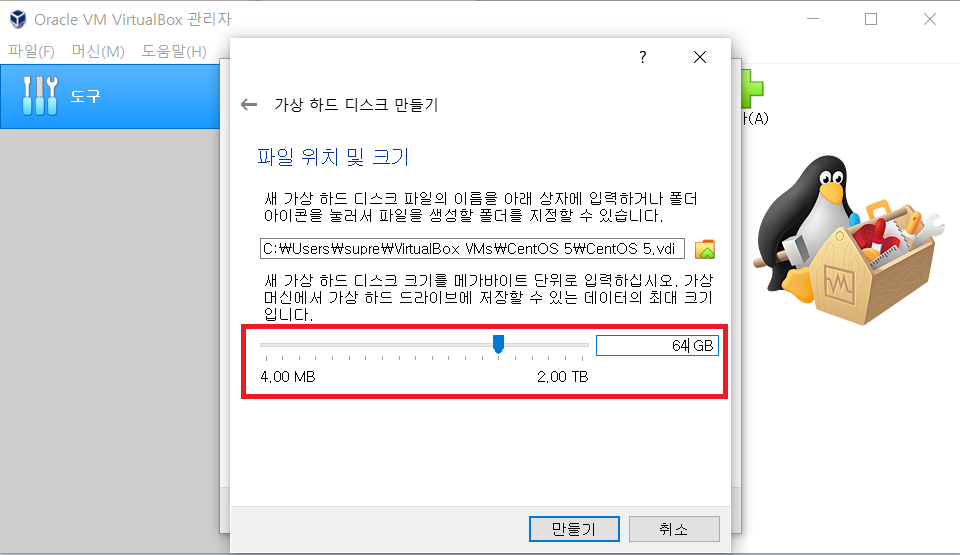 Oracle VM VirtualBox 관리자
파일(F) 머신(M) 도움말(H)
도구
?
가상 하드 디스크 만들기
파일 위치 및 크기
새 가상 하드 디스크 파일의 이름을 아래 상자에 입력하거나 폴더
아이콘을 눌러서 파일을 생성할 폴더를 지정할 수 있습니다.
C:₩Users₩supre₩VirtualBox VMs₩CentOS 5₩CentOS 5.vdi
새 가상 하드 디스크 크기를 메가바이트 단위로 입력하십시오. 가상
머신에서 가상 하드 드라이브에 저장할 수 있는 데이터의 최대 크기
입니다.
64 GB
4.00 MB 2.00 TB
만들기 취소
(A)